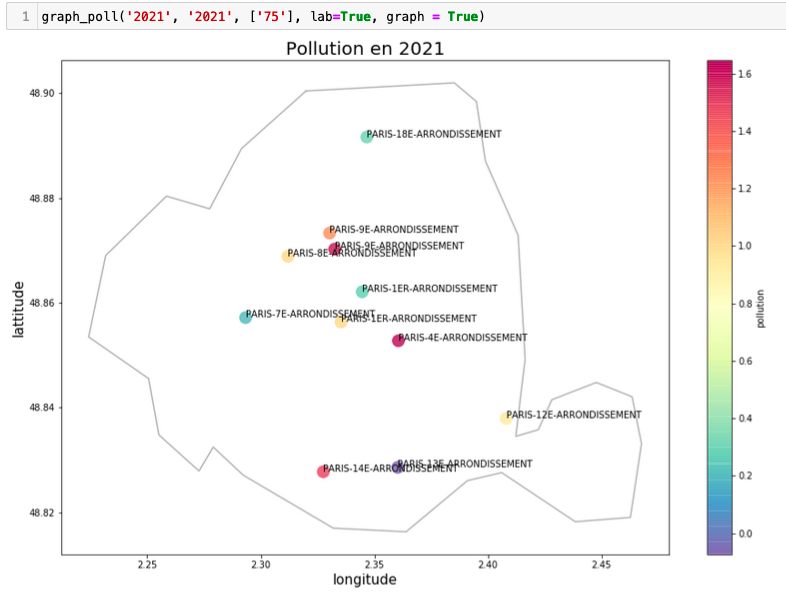 1 graph_poll('2021', '2021', ['75'], lab=True, graph = True)
Pollution en 2021
48.90
48.88
48.86
48.84
48.82
lattitude
PARIS-18E-ARRONDISSEMENT
PARIS-9E-ARRONDISSEMENT
PARIS-9E-ARRONDISSEMENT
PARIS-8E-ARRONDISSEMENT
PARIS-1ER-ARRONDISSEMENT
PARIS-7E-ARRONDISSEMENT
PARIS-1ER-ARRONDISSEMENT
PARIS-4E-ARRONDISSEMENT
PARIS-12E-ARRONDISSEMENT
PARIS-13E-ARRONDISSEMENT
PARIS-14E-ARRONDISSEMENT
2.25 2.30 2.35 2.40 2.45
longitude
1.6
1.4
1.2
1.0
0.8
0.6
0.4
0.2
0.0
pollution